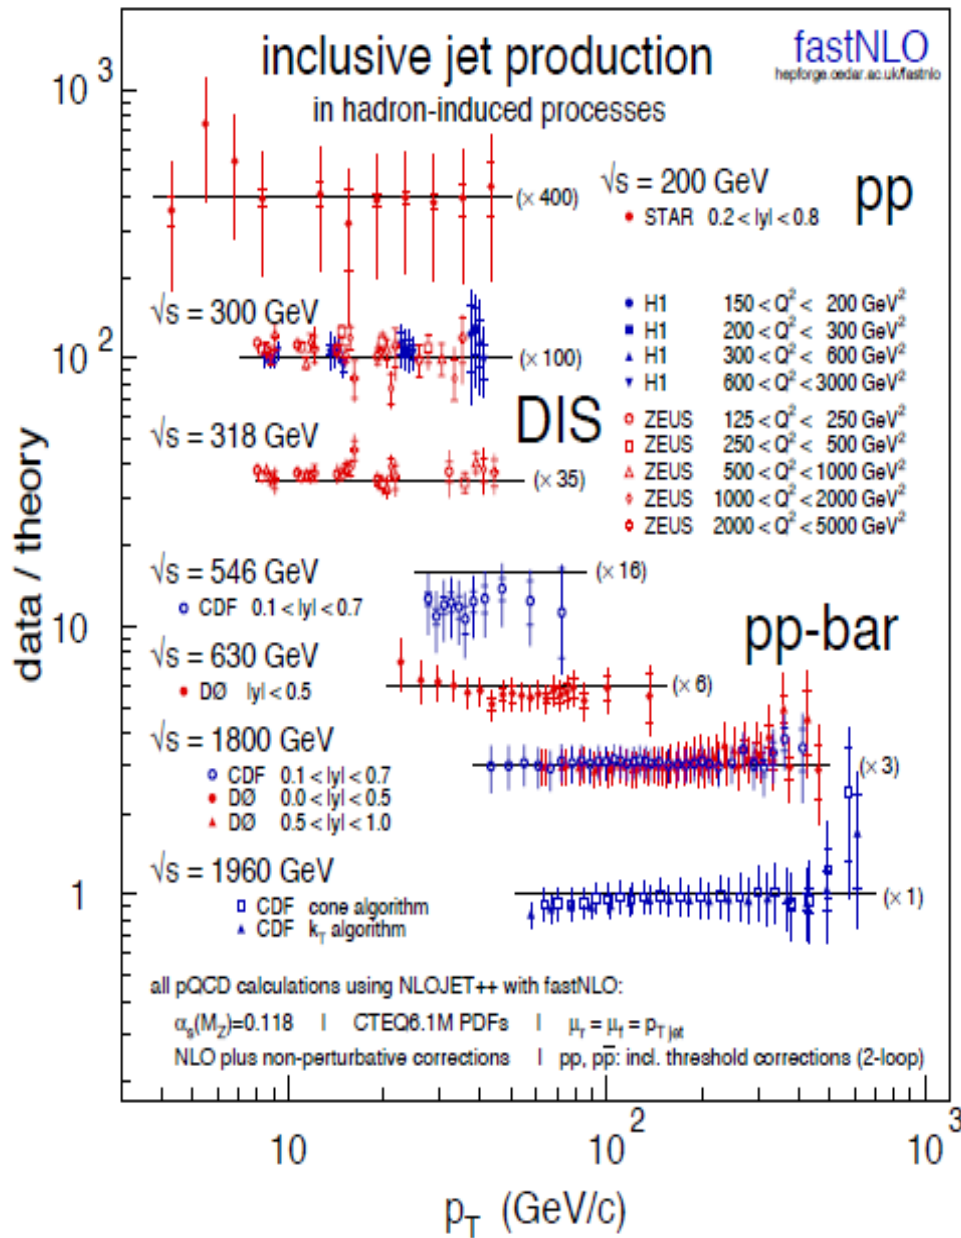 inclusive jet production
in hadron-induced processes
fastNLO
hepforge.cedar.ac.uk/fastnlo
data / theory
10³
10²
10
1
(× 400)
√s = 200 GeV
pp
STAR 0.2 < |y| < 0.8
√s = 300 GeV
(× 100)
H1 150 < Q² < 200 GeV²
H1 200 < Q² < 300 GeV²
H1 300 < Q² < 600 GeV²
H1 600 < Q² < 3000 GeV²
DIS
ZEUS 125 < Q² < 250 GeV²
ZEUS 250 < Q² < 500 GeV²
ZEUS 500 < Q² < 1000 GeV²
ZEUS 1000 < Q² < 2000 GeV²
ZEUS 2000 < Q² < 5000 GeV²
√s = 318 GeV
(× 35)
√s = 546 GeV
(× 16)
CDF 0.1 < |y| < 0.7
pp-bar
√s = 630 GeV
(× 6)
DØ |y| < 0.5
√s = 1800 GeV
(× 3)
CDF 0.1 < |y| < 0.7
DØ 0.0 < |y| < 0.5
DØ 0.5 < |y| < 1.0
√s = 1960 GeV
(× 1)
CDF cone algorithm
CDF k_T algorithm
all pQCD calculations using NLOJET++ with fastNLO:
α_s(M_Z)=0.118 | CTEQ6.1M PDFs | μ_r = μ_f = p_T jet
NLO plus non-perturbative corrections | pp, pp̅: incl. threshold corrections (2-loop)
10
10²
10³
p_T (GeV/c)